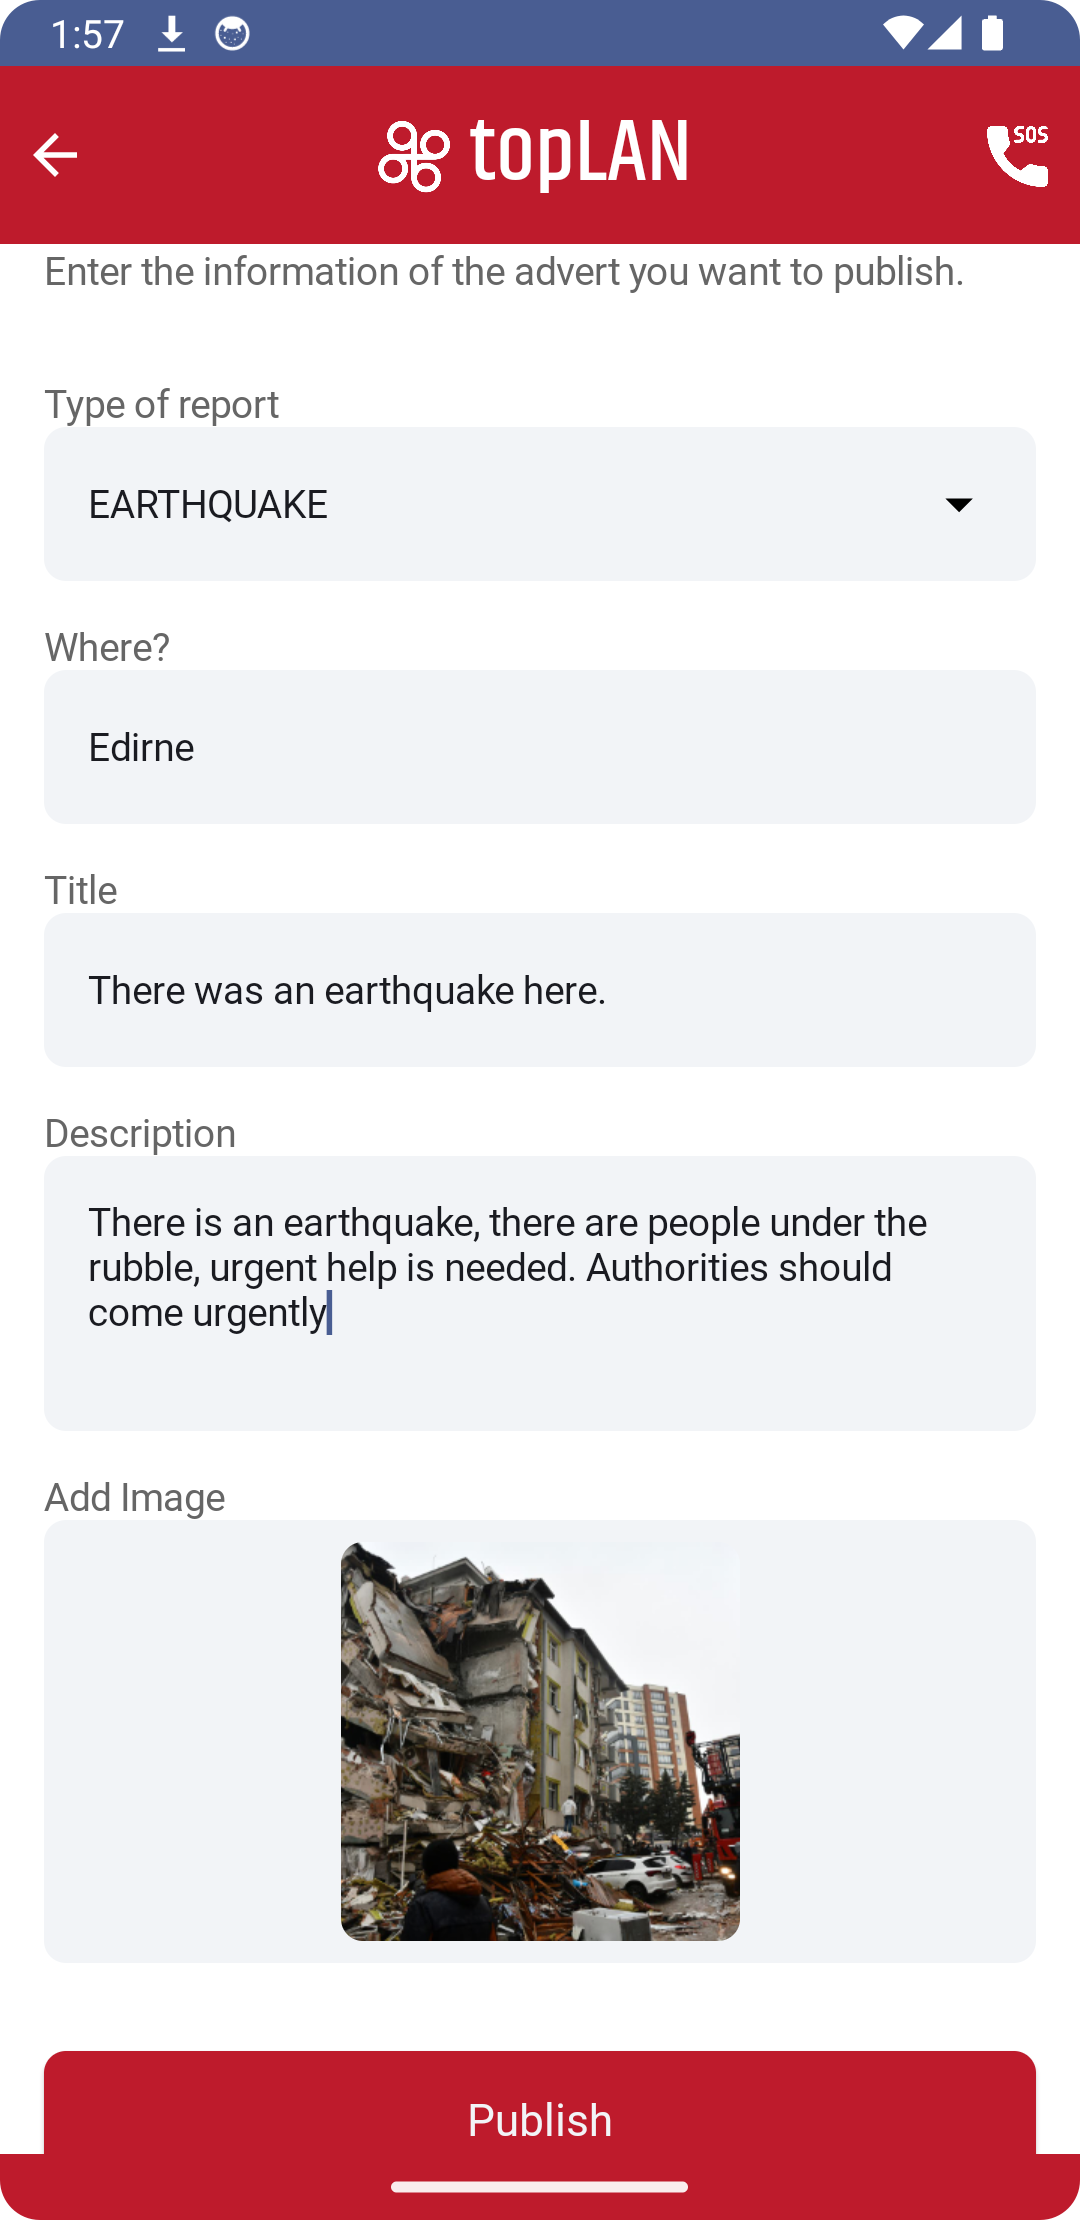 1:57
topLAN
SOS
Enter the information of the advert you want to publish.
Type of report
EARTHQUAKE
Where?
Edirne
Title
There was an earthquake here.
Description
There is an earthquake, there are people under the
rubble, urgent help is needed. Authorities should
come urgently
Add Image
Publish